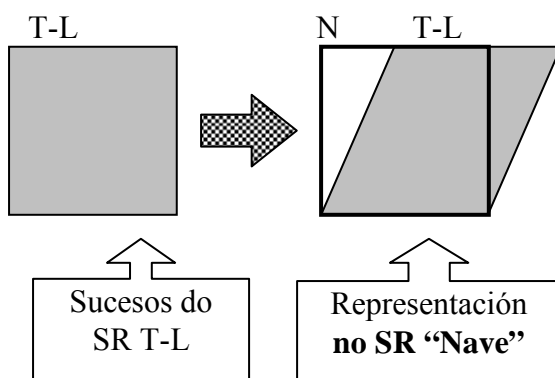 T-L
N
T-L
Sucesos do
SR T-L
Representación
no SR “Nave”